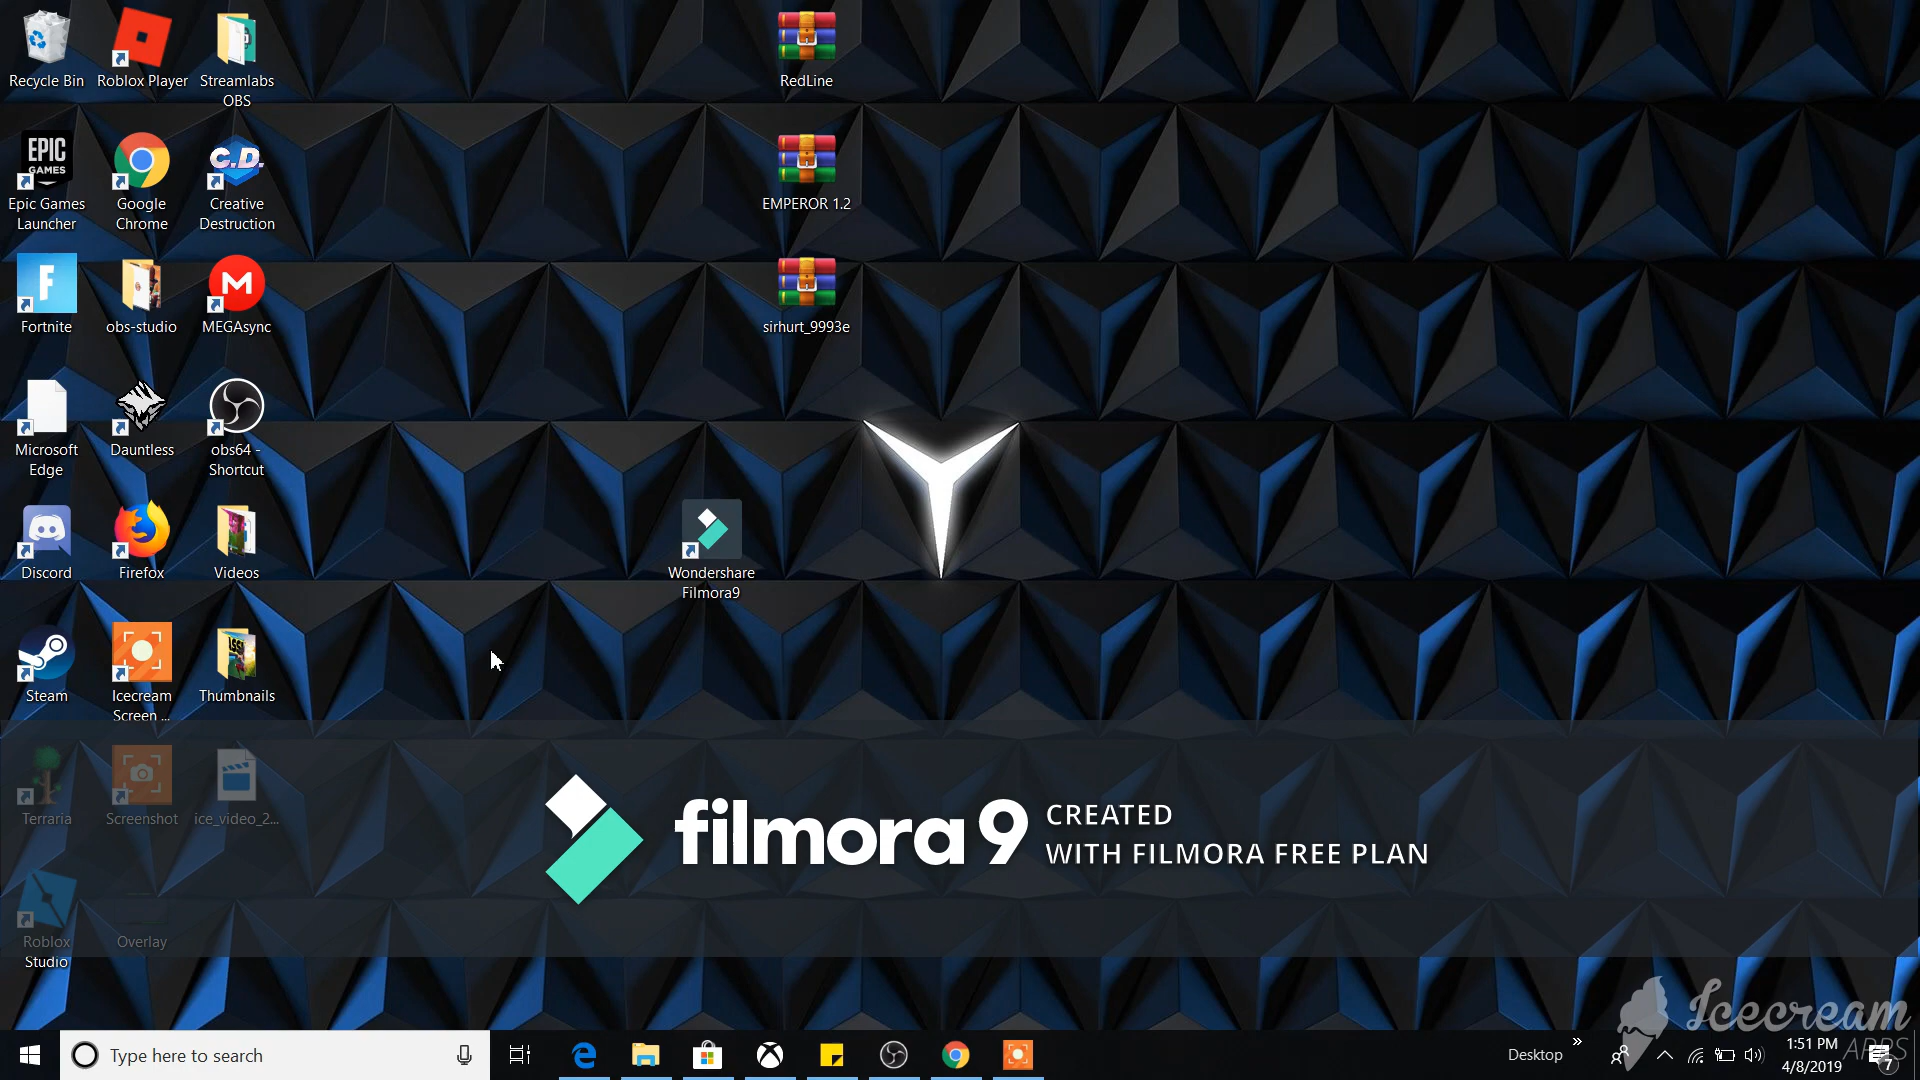 Recycle Bin
Roblox Player
Streamlabs
OBS
RedLine
EPIC
GAMES
C.D.
Epic Games
Launcher
Google
Chrome
Creative
Destruction
EMPEROR 1.2
F
M
Fortnite
obs-studio
MEGAsync
sirhurt_9993e
Microsoft
Edge
Dauntless
obs64 -
Shortcut
Discord
Firefox
Videos
Wondershare
Filmora9
Steam
Icecream
Screen ...
Thumbnails
Terraria
Screenshot
ice_video_2...
filmora9
CREATED
WITH FILMORA FREE PLAN
Roblox
Studio
Overlay
Icecream
APPS
Type here to search
Desktop
»
1:51 PM
4/8/2019
7